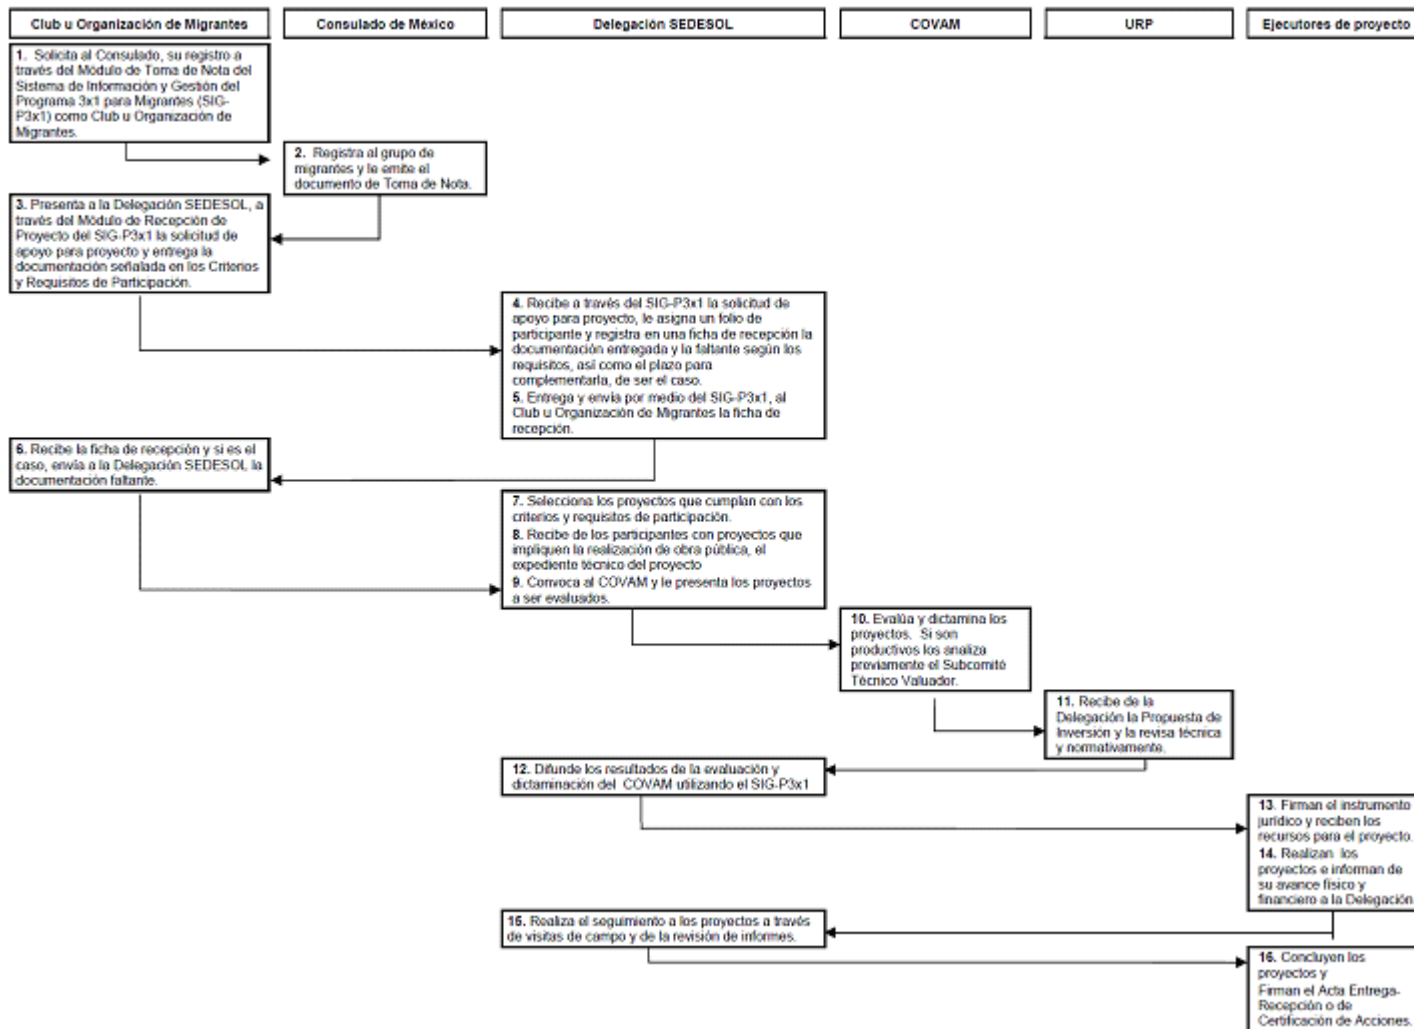 Club u Organización de Migrantes
Consulado de México
Delegación SEDESOL
COVAM
URP
Ejecutores de proyecto
1. Solicita al Consulado, su registro a
través del Módulo de Toma de Nota del
Sistema de Información y Gestión del
Programa 3x1 para Migrantes (SIG-
P3x1) como Club u Organización de
Migrantes.
2. Registra al grupo de
migrantes y le emite el
documento de Toma de Nota.
3. Presenta a la Delegación SEDESOL, a
través del Módulo de Recepción de
Proyecto del SIG-P3x1 la solicitud de
apoyo para proyecto y entrega la
documentación señalada en los Criterios
y Requisitos de Participación.
4. Recibe a través del SIG-P3x1 la solicitud de
apoyo para proyecto, le asigna un folio de
participante y registra en una ficha de recepción la
documentación entregada y la faltante según los
requisitos, así como el plazo para
complementarla, de ser el caso.
5. Entrega y envía por medio del SIG-P3x1, al
Club u Organización de Migrantes la ficha de
recepción.
6. Recibe la ficha de recepción y si es el
caso, envía a la Delegación SEDESOL la
documentación faltante.
7. Selecciona los proyectos que cumplan con los
criterios y requisitos de participación.
8. Recibe de los participantes con proyectos que
impliquen la realización de obra pública, el
expediente técnico del proyecto
9. Convoca al COVAM y le presenta los proyectos
a ser evaluados.
10. Evalúa y dictamina los
proyectos. Si son
productivos los analiza
previamente el Subcomité
Técnico Valuador.
11. Recibe de la
Delegación la Propuesta de
Inversión y la revisa técnica
y normativamente.
12. Difunde los resultados de la evaluación y
dictaminación del COVAM utilizando el SIG-P3x1
13. Firman el instrumento
jurídico y reciben los
recursos para el proyecto.
14. Realizan los
proyectos e informan de
su avance físico y
financiero a la Delegación
15. Realiza el seguimiento a los proyectos a través
de visitas de campo y de la revisión de informes.
16. Concluyen los
proyectos y
Firman el Acta Entrega-
Recepción o de
Certificación de Acciones.